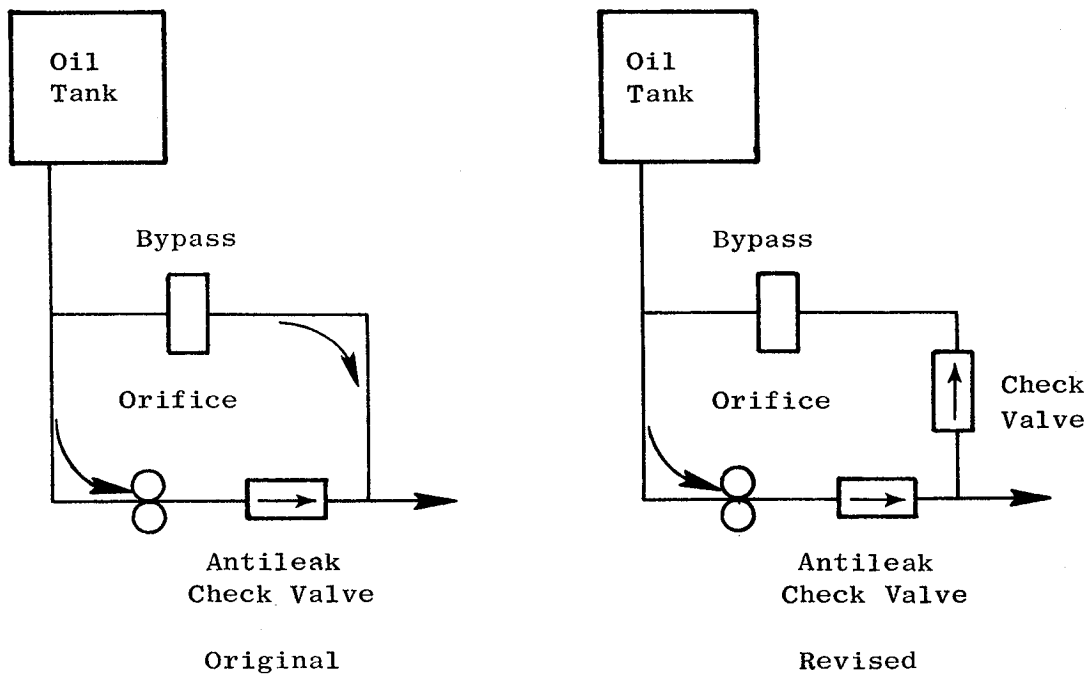 Oil
Tank
Bypass
Orifice
Antileak
Check Valve
Original
Oil
Tank
Bypass
Orifice
Check
Valve
Antileak
Check Valve
Revised